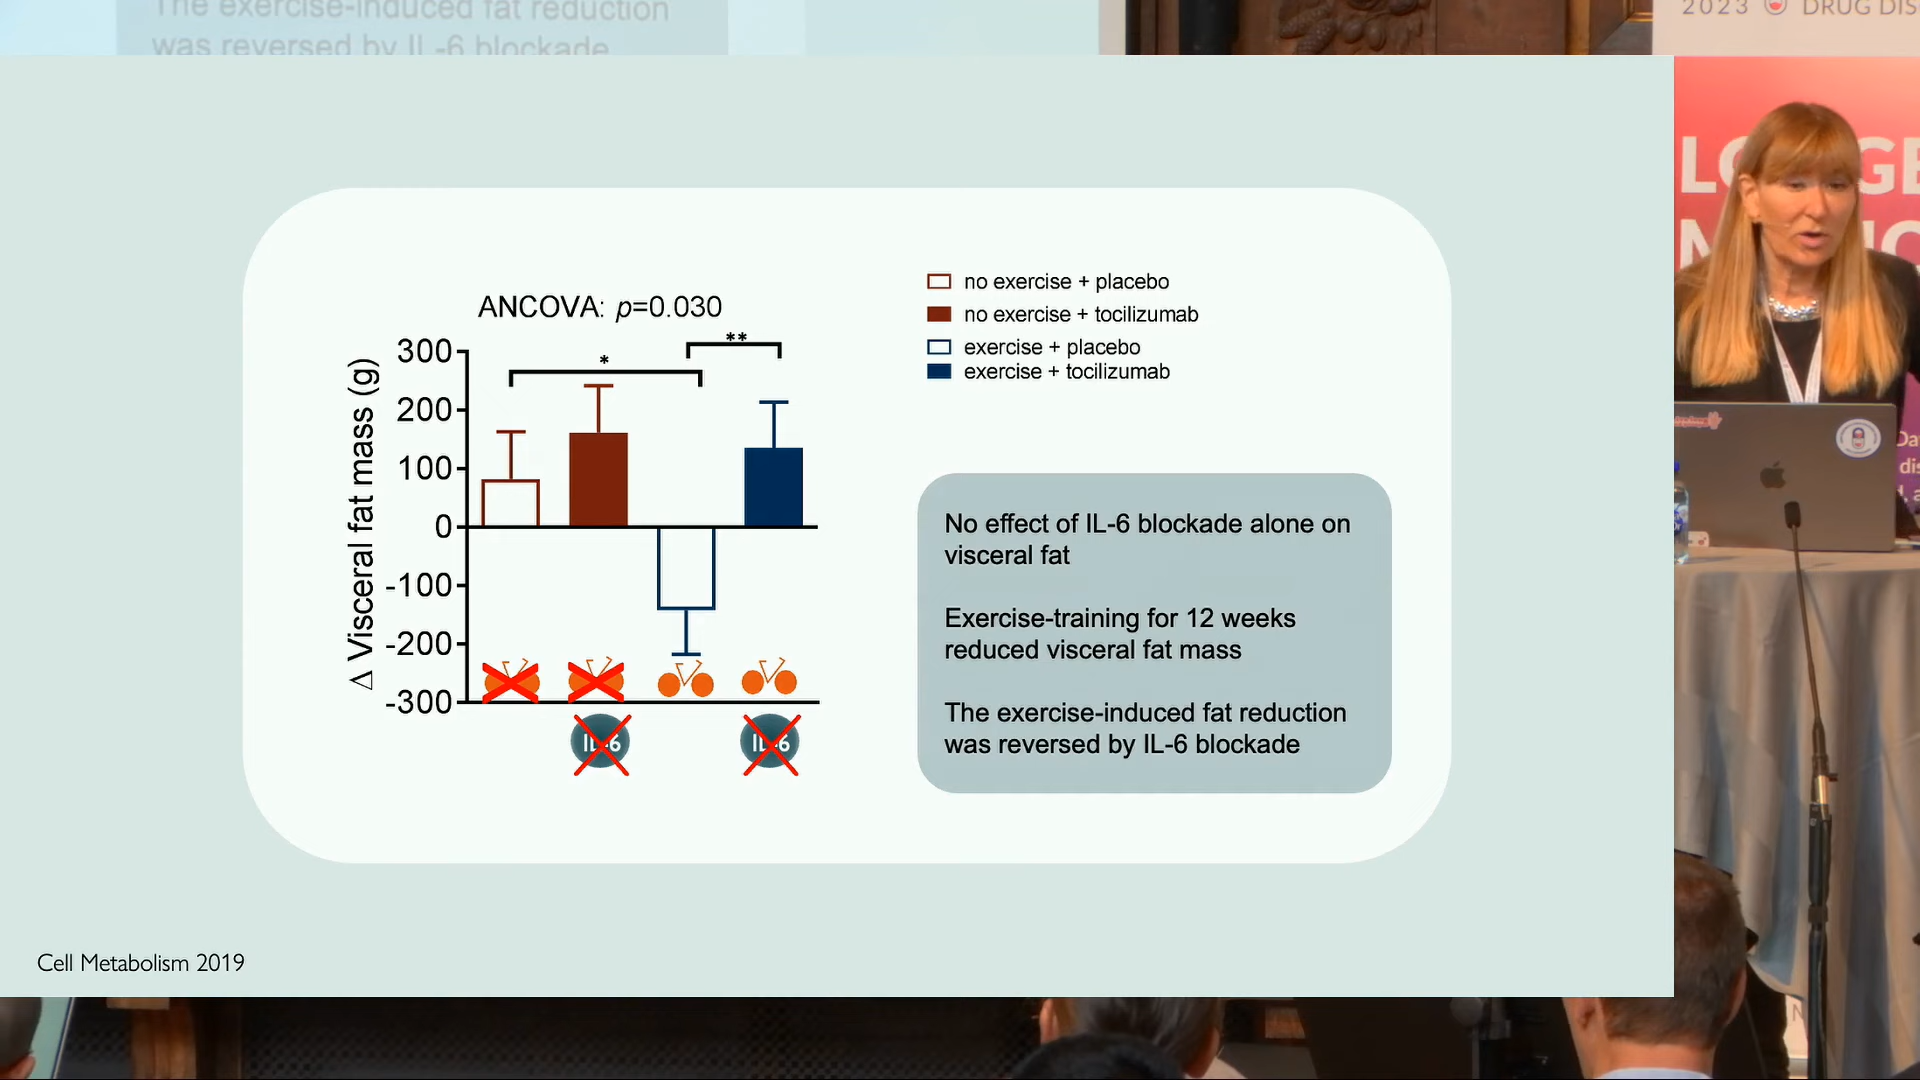 The exercise-induced fat reduction
was reversed by IL-6 blockade
2023 DRUG DIS
ANCOVA: p=0.030
**
*
300
200
100
0
-100
-200
-300
Δ Visceral fat mass (g)
IL-6
IL-6
no exercise + placebo
no exercise + tocilizumab
exercise + placebo
exercise + tocilizumab
No effect of IL-6 blockade alone on
visceral fat
Exercise-training for 12 weeks
reduced visceral fat mass
The exercise-induced fat reduction
was reversed by IL-6 blockade
Cell Metabolism 2019